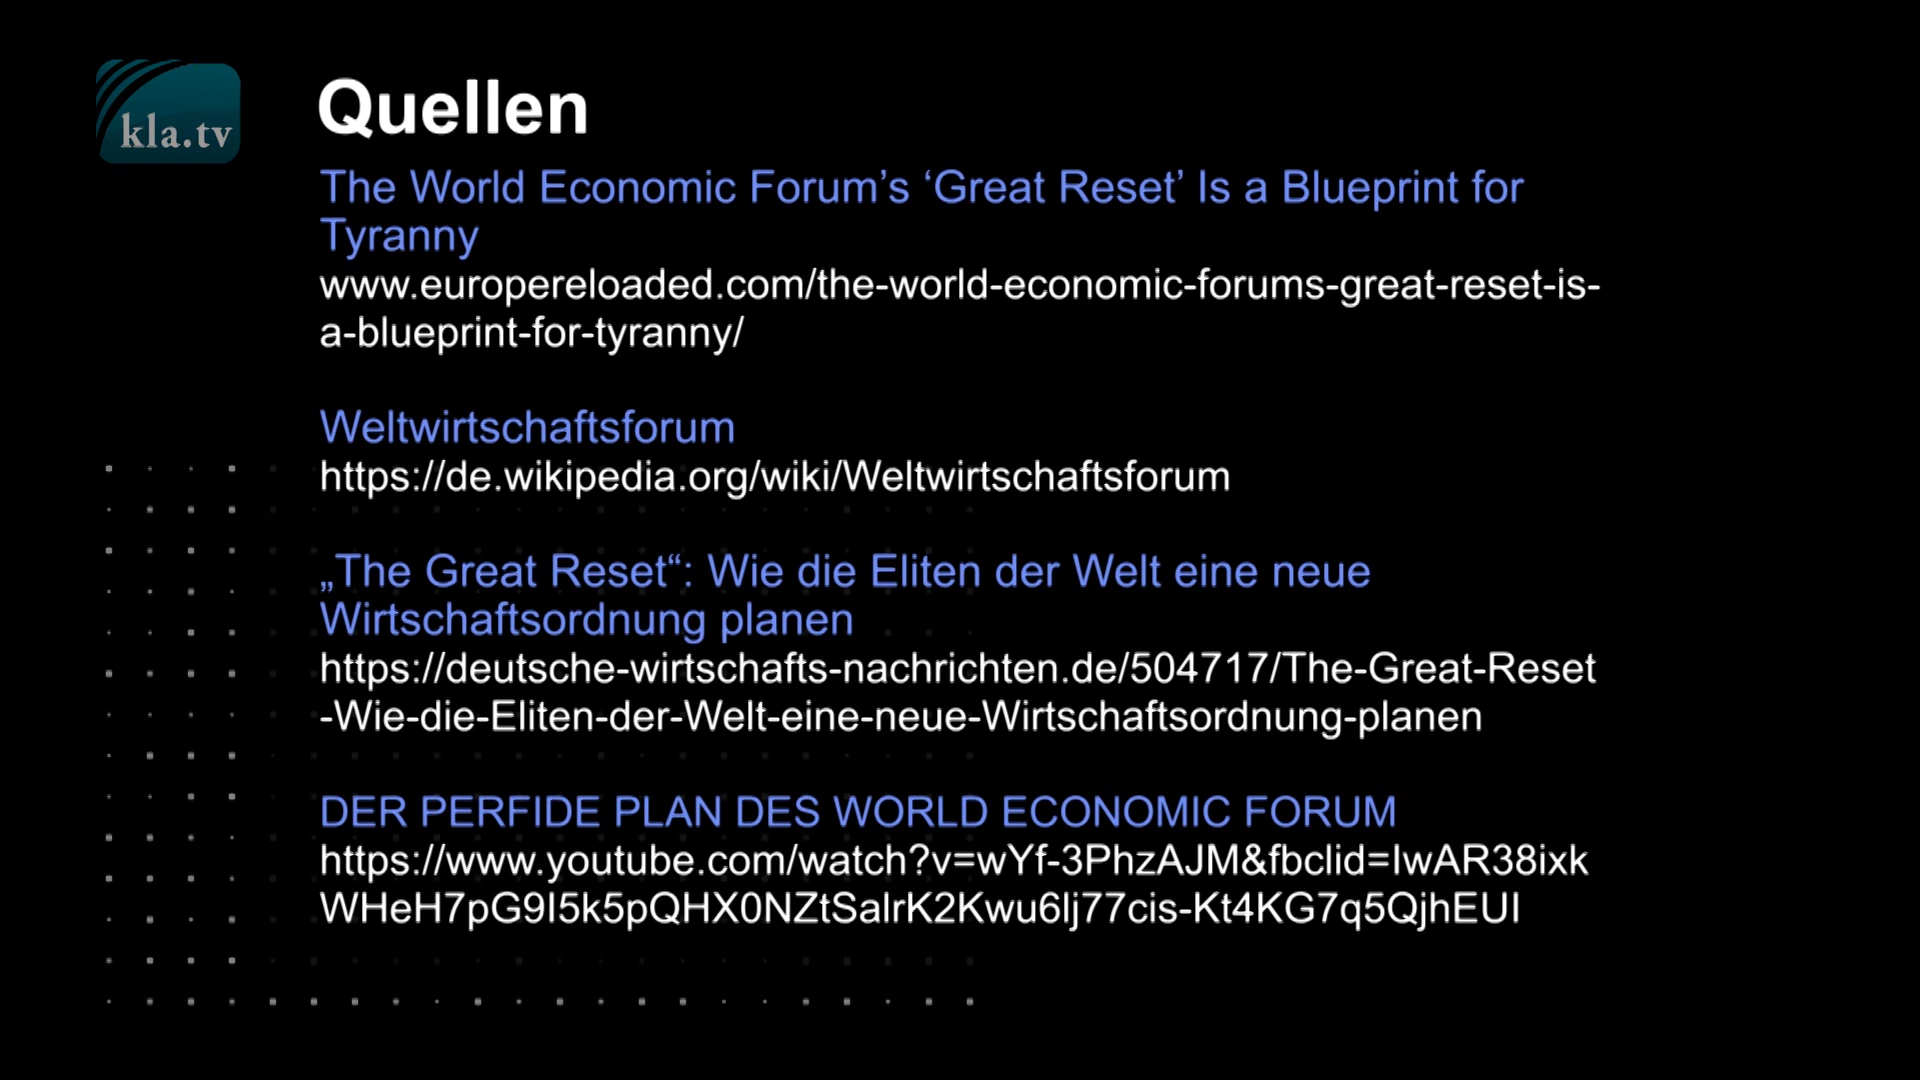 kla.tv
Quellen
The World Economic Forum’s ‘Great Reset’ Is a Blueprint for
Tyranny
www.europereloaded.com/the-world-economic-forums-great-reset-is-
a-blueprint-for-tyranny/
Weltwirtschaftsforum
https://de.wikipedia.org/wiki/Weltwirtschaftsforum
„The Great Reset“: Wie die Eliten der Welt eine neue
Wirtschaftsordnung planen
https://deutsche-wirtschafts-nachrichten.de/504717/The-Great-Reset
-Wie-die-Eliten-der-Welt-eine-neue-Wirtschaftsordnung-planen
DER PERFIDE PLAN DES WORLD ECONOMIC FORUM
https://www.youtube.com/watch?v=wYf-3PhzAJM&fbclid=IwAR38ixk
WHeH7pG9I5k5pQHX0NZtSalrK2Kwu6lj77cis-Kt4KG7q5QjhEUI